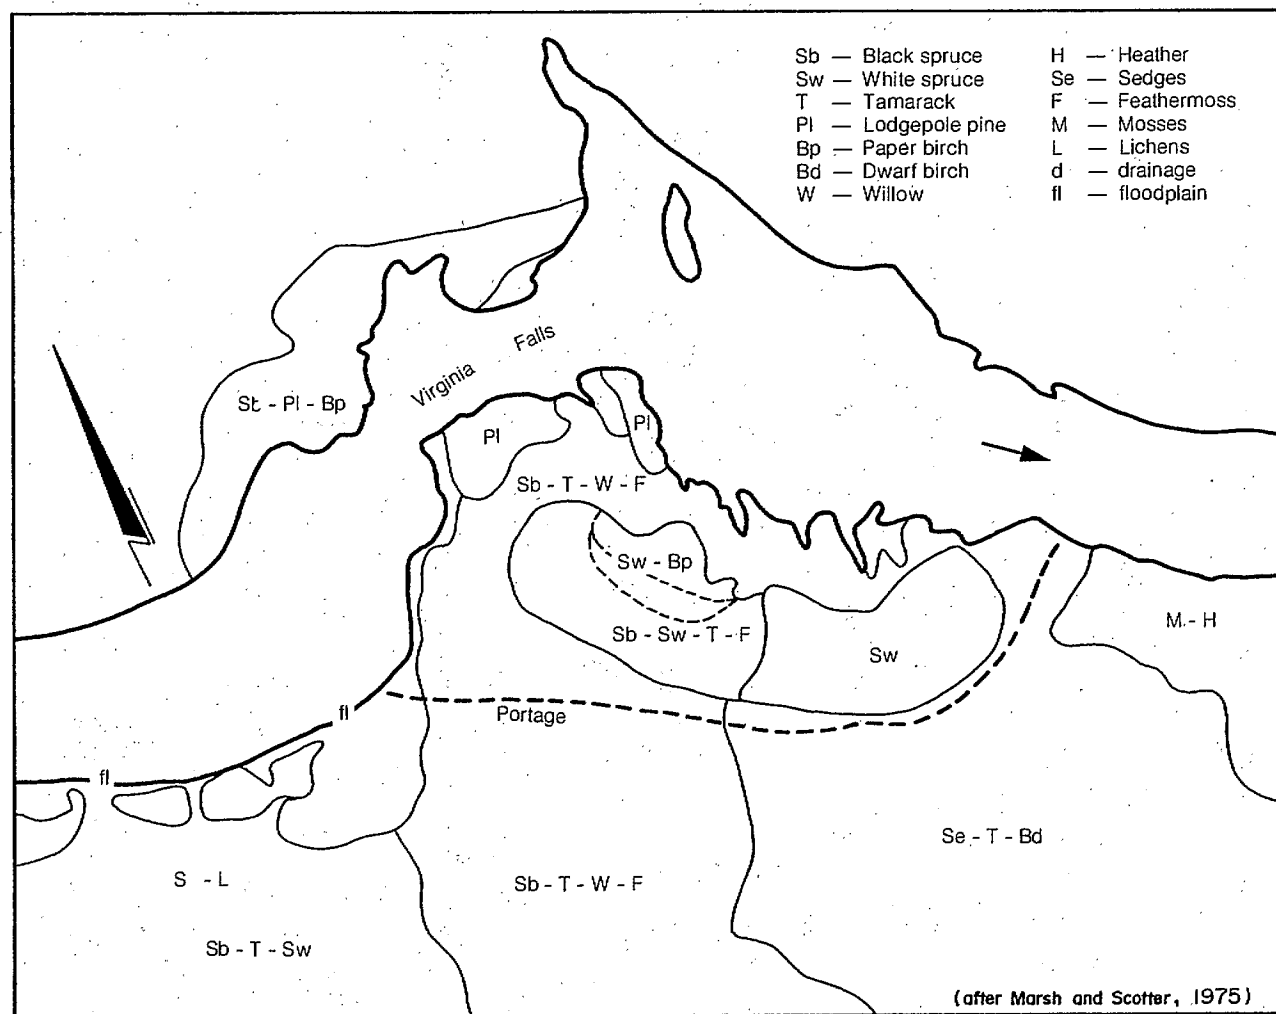 Sb — Black spruce
Sw — White spruce
T — Tamarack
Pl — Lodgepole pine
Bp — Paper birch
Bd — Dwarf birch
W — Willow
H — Heather
Se — Sedges
F — Feathermoss
M — Mosses
L — Lichens
d — drainage
fl — floodplain
Virginia Falls
St - Pl - Bp
Pl
Pl
Sb - T - W - F
Sw - Bp
Sb - Sw - T - F
Sw
M - H
Portage
fl
fl
Se - T - Bd
S - L
Sb - T - W - F
Sb - T - Sw
(after Marsh and Scotter, 1975)